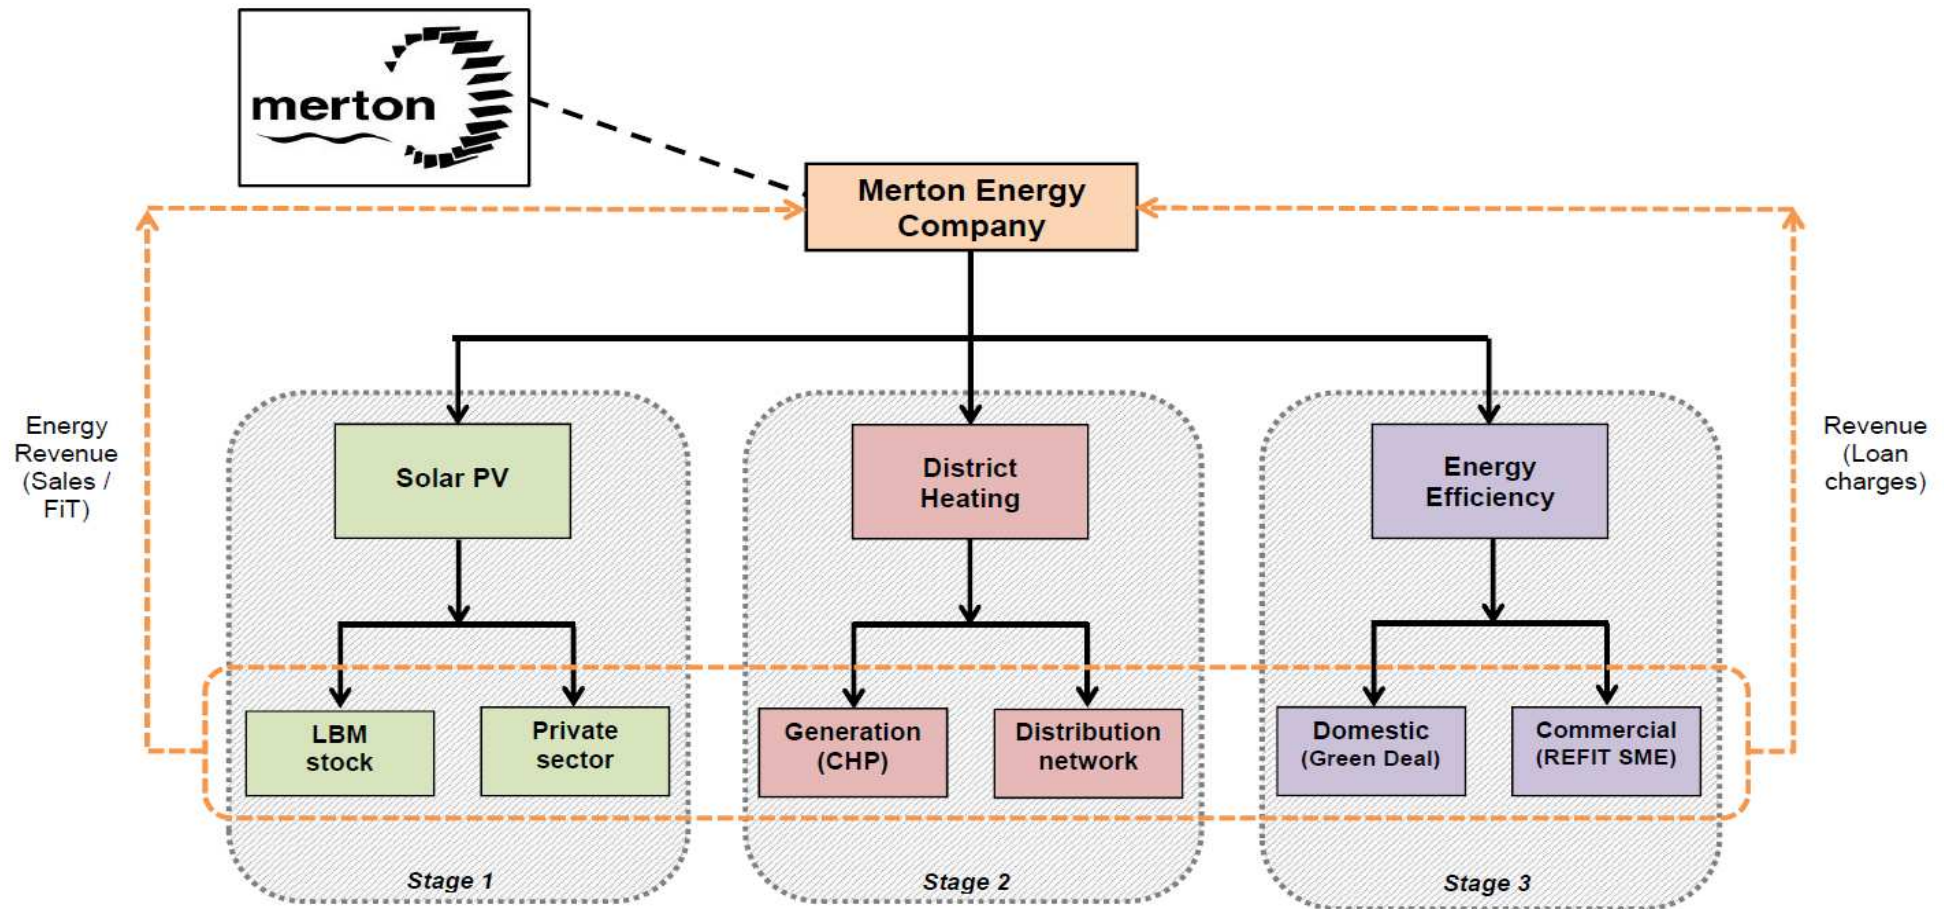 merton
Merton Energy
Company
Energy
Revenue
(Sales /
FiT)
Revenue
(Loan
charges)
Solar PV
District
Heating
Energy
Efficiency
LBM
stock
Private
sector
Generation
(CHP)
Distribution
network
Domestic
(Green Deal)
Commercial
(REFIT SME)
Stage 1
Stage 2
Stage 3